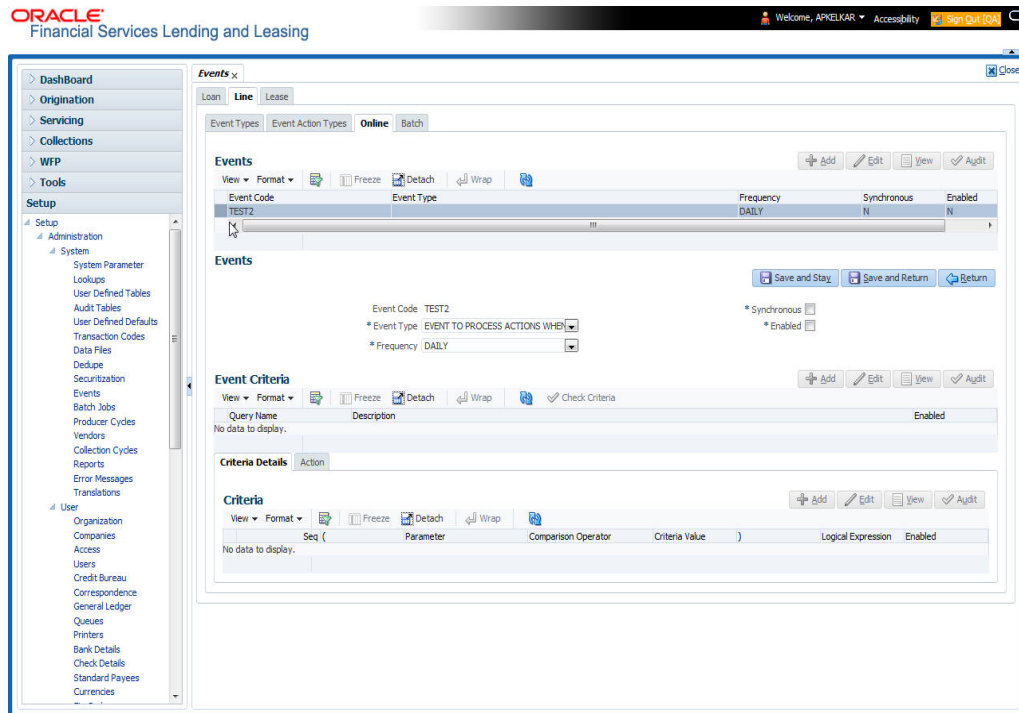 ORACLE
Financial Services Lending and Leasing
Welcome, APKELKAR Accessibility Sign Out [QA]
Close
DashBoard
Origination
Servicing
Collections
WFP
Tools
Setup
Setup
Administration
System
System Parameter
Lookups
User Defined Tables
Audit Tables
User Defined Defaults
Transaction Codes
Data Files
Dedupe
Securitization
Events
Batch Jobs
Producer Cycles
Vendors
Collection Cycles
Reports
Error Messages
Translations
User
Organization
Companies
Access
Users
Credit Bureau
Correspondence
General Ledger
Queues
Printers
Bank Details
Check Details
Standard Payees
Currencies
Events x
Loan Line Lease
Event Types Event Action Types Online Batch
Events
Add Edit View Audit
View Format Freeze Detach Wrap
Event Code Event Type Frequency Synchronous Enabled
TEST2 DAILY N N
Events
Save and Stay Save and Return Return
Event Code TEST2
* Synchronous
* Event Type EVENT TO PROCESS ACTIONS WHEN
* Enabled
* Frequency DAILY
Event Criteria
Add Edit View Audit
View Format Freeze Detach Wrap Check Criteria
Query Name Description Enabled
No data to display.
Criteria Details Action
Criteria
Add Edit View Audit
View Format Freeze Detach Wrap
Seq ( Parameter Comparison Operator Criteria Value ) Logical Expression Enabled
No data to display.